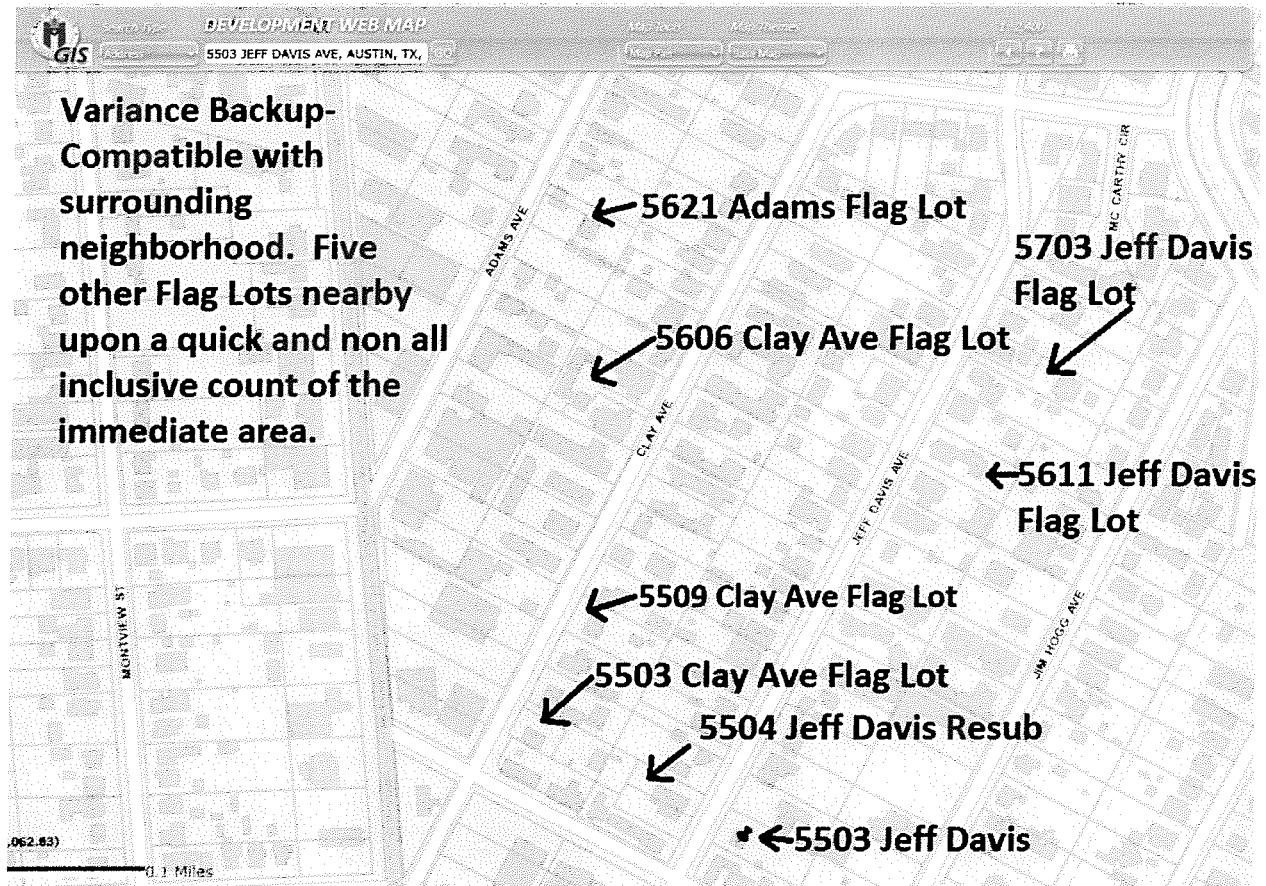 DEVELOPMENT WEB MAP
GIS
5503 JEFF DAVIS AVE, AUSTIN, TX,
Variance Backup-
Compatible with
surrounding
neighborhood. Five
other Flag Lots nearby
upon a quick and non all
inclusive count of the
immediate area.
5621 Adams Flag Lot
5703 Jeff Davis
Flag Lot
5606 Clay Ave Flag Lot
5611 Jeff Davis
Flag Lot
5509 Clay Ave Flag Lot
5503 Clay Ave Flag Lot
5504 Jeff Davis Resub
5503 Jeff Davis
ADAMS AVE
MC CARTHY CIR
CLAY AVE
JEFF DAVIS AVE
JIM HOGG AVE
MONTVIEW ST
,062.63)
0.1 Miles